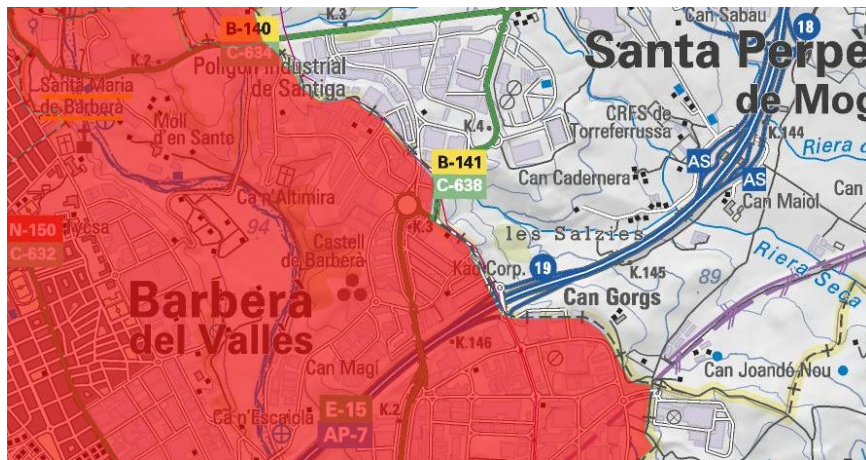 Can Sabau
B-140
C-634
K.3
18
K.2
Polígon Industrial
de Santiga
Santa Perpè
de Mog
Santa Maria
de Barberà
Molí
d'en Santo
K.4
CRFS de
Torreferrussa
K.144
Riera
B-141
C-638
AS
AS
Can Cadernera
Can Maiol
Can
Ca n'Altimira
94
K.3
les Salzies
N-150
C-632
Castell
de Barberà
Kao Corp.
19
K.145
89
Riera Seca
Can Gorgs
Barberà
del Vallès
K.146
Can Magí
Can Joandó Nou
Ca n'Escaiola
E-15
AP-7
K.2